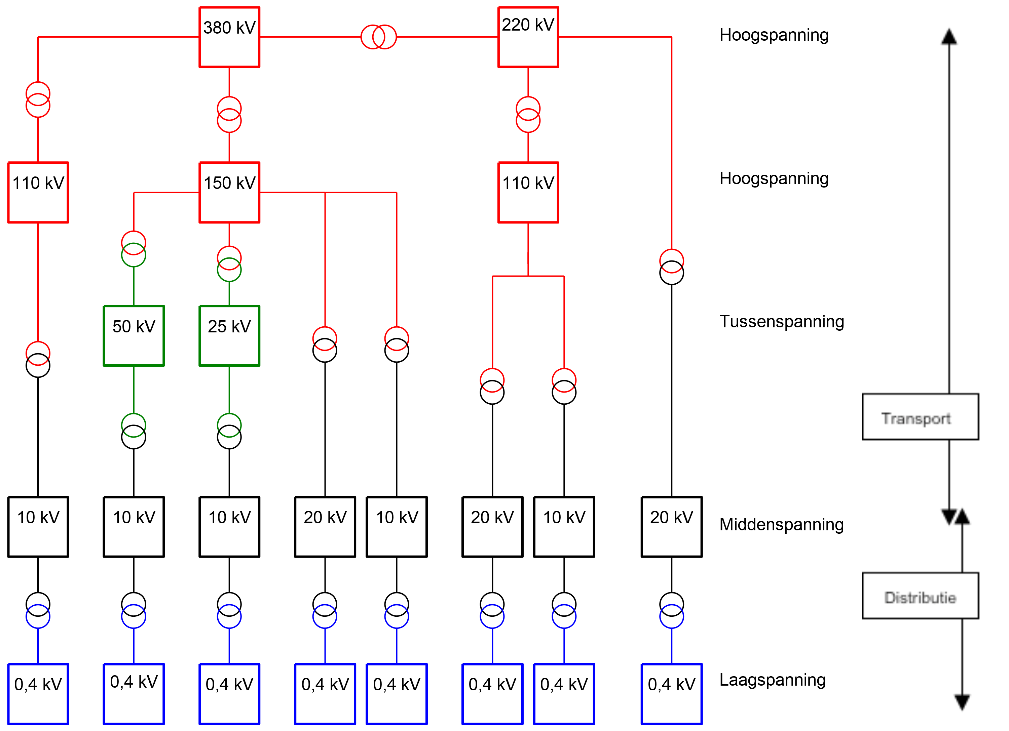 380 kV
220 kV
Hoogspanning
110 kV
150 kV
110 kV
Hoogspanning
50 kV
25 kV
Tussenspanning
Transport
10 kV
10 kV
10 kV
20 kV
10 kV
20 kV
10 kV
20 kV
Middenspanning
Distributie
0,4 kV
0,4 kV
0,4 kV
0,4 kV
0,4 kV
0,4 kV
0,4 kV
0,4 kV
Laagspanning